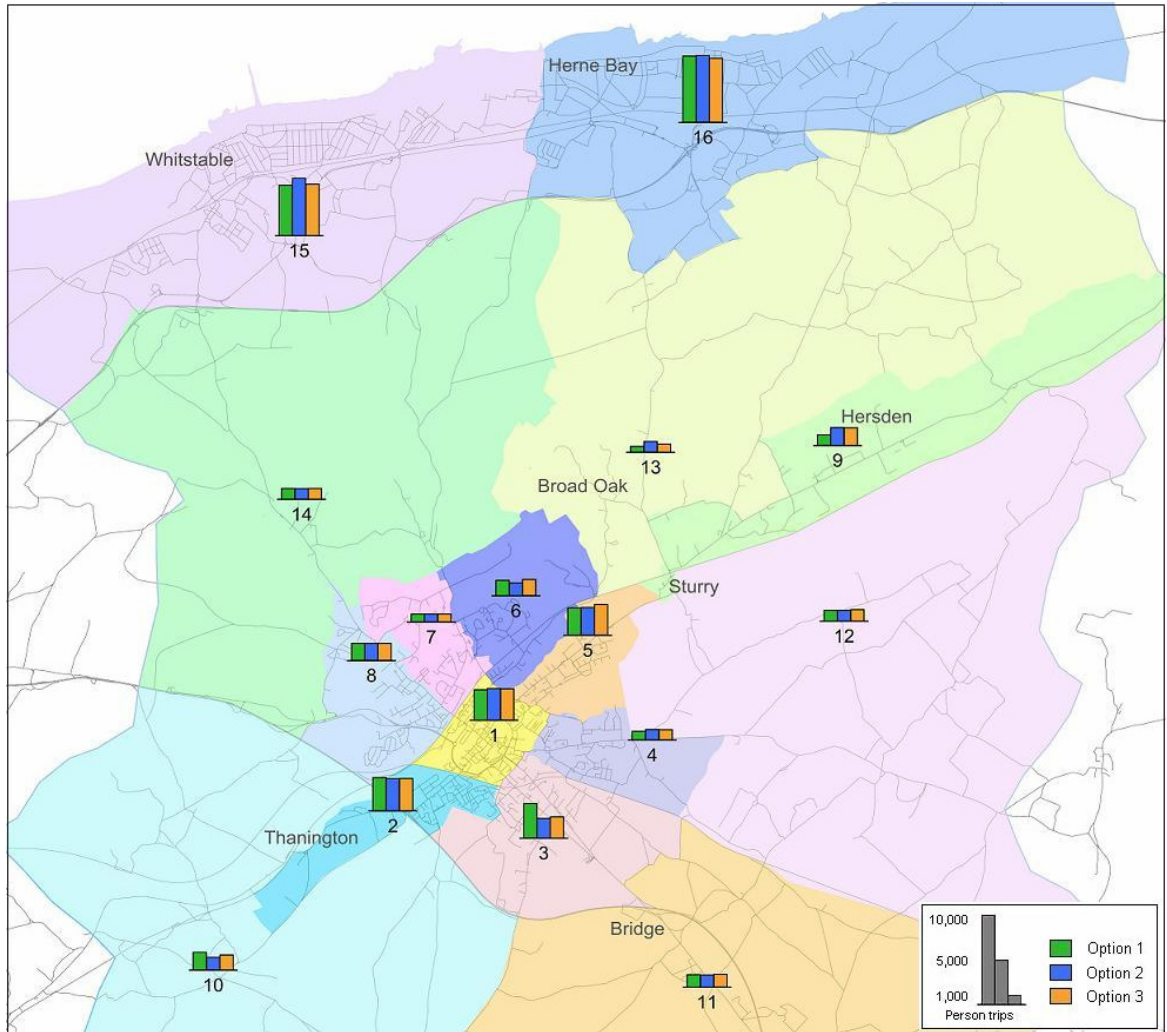 Herne Bay
16
Whitstable
15
Hersden
9
13
Broad Oak
14
Sturry
6
7
5
12
8
1
4
2
Thanington
3
Bridge
10
11
10,000
5,000
1,000
Person trips
Option 1
Option 2
Option 3